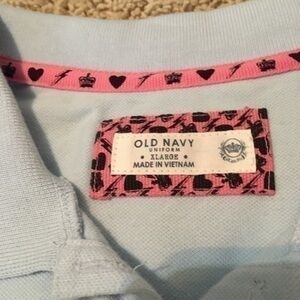 OLD NAVY
UNIFORM
• XLARGE •
MADE IN VIETNAM